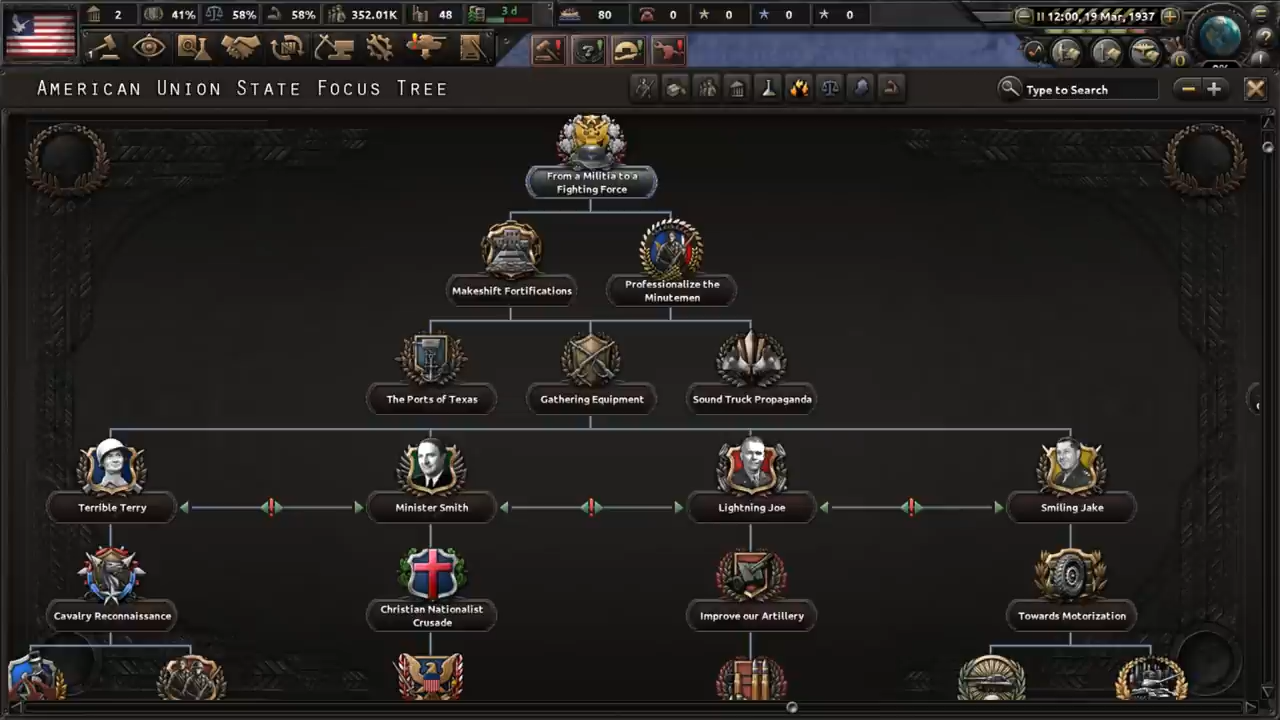 2 41% 58% 58% 352.01K 48 3 d 80 0 0 0 0 12:00, 19 Mar, 1937
0
American Union State Focus Tree
Type to Search
From a Militia to a
Fighting Force
Makeshift Fortifications
Professionalize the
Minutemen
The Ports of Texas
Gathering Equipment
Sound Truck Propaganda
Terrible Terry
Minister Smith
Lightning Joe
Smiling Jake
Cavalry Reconnaissance
Christian Nationalist
Crusade
Improve our Artillery
Towards Motorization